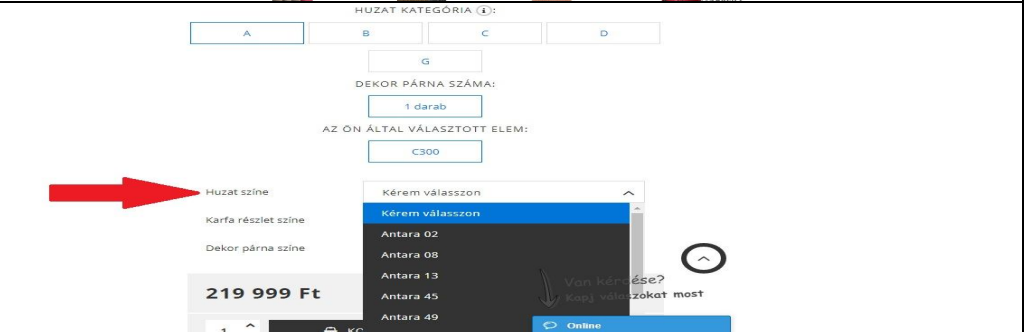 HUZAT KATEGÓRIA i:
A B C D
G
DEKOR PÁRNA SZÁMA:
1 darab
AZ ÖN ÁLTAL VÁLASZTOTT ELEM:
C300
Huzat színe Kérem válasszon
Kérem válasszon
Karfa részlet színe
Antara 02
Dekor párna színe
Antara 08
Antara 13
Van kérdése?
219 999 Ft
Antara 45
Kapj válaszokat most
Antara 49
Online
1